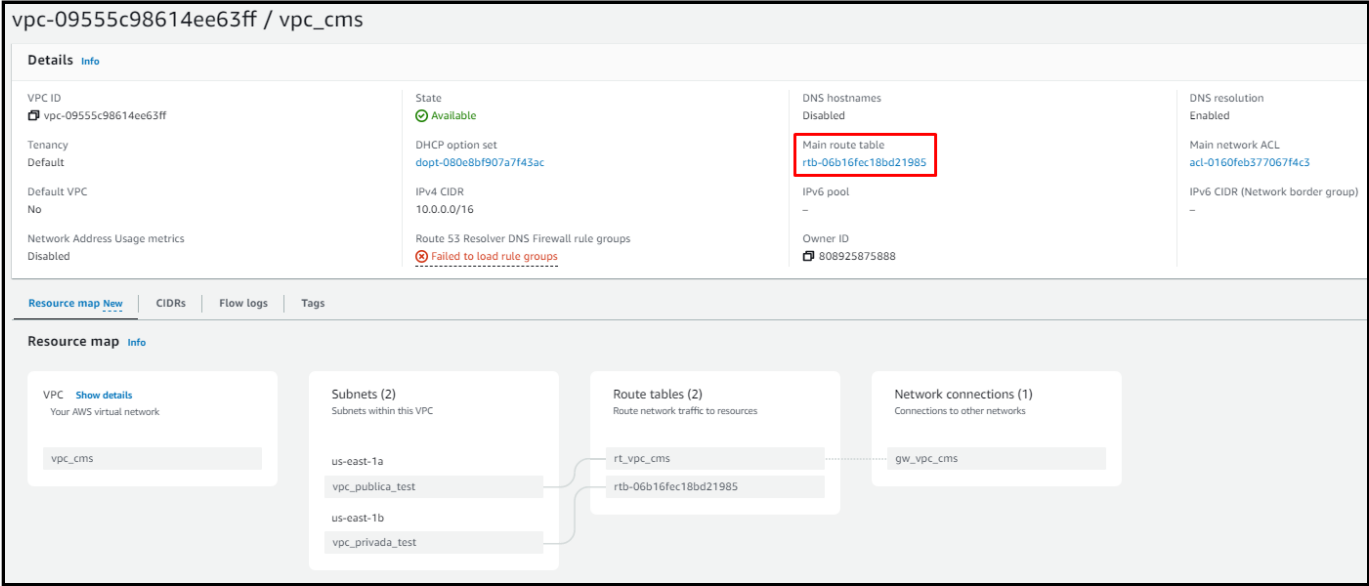 vpc-09555c98614ee63ff / vpc_cms
Details Info
VPC ID
vpc-09555c98614ee63ff
State
Available
DNS hostnames
Disabled
DNS resolution
Enabled
Tenancy
Default
DHCP option set
dopt-080e8bf907a7f43ac
Main route table
rtb-06b16fec18bd21985
Main network ACL
acl-0160feb377067f4c3
Default VPC
No
IPv4 CIDR
10.0.0.0/16
IPv6 pool
–
IPv6 CIDR (Network border group)
–
Network Address Usage metrics
Disabled
Route 53 Resolver DNS Firewall rule groups
Failed to load rule groups
Owner ID
808925875888
Resource map New
CIDRs
Flow logs
Tags
Resource map Info
VPC Show details
Your AWS virtual network
vpc_cms
Subnets (2)
Subnets within this VPC
us-east-1a
vpc_publica_test
us-east-1b
vpc_privada_test
Route tables (2)
Route network traffic to resources
rt_vpc_cms
rtb-06b16fec18bd21985
Network connections (1)
Connections to other networks
gw_vpc_cms